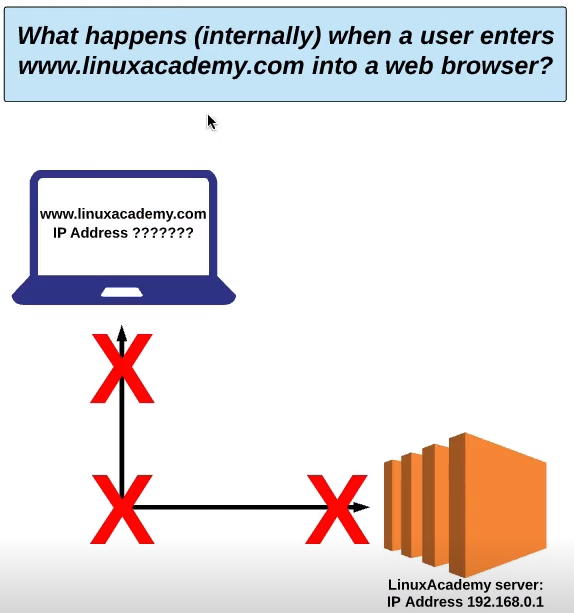 What happens (internally) when a user enters
www.linuxacademy.com into a web browser?
www.linuxacademy.com
IP Address ???????
X
X
X
LinuxAcademy server:
IP Address 192.168.0.1